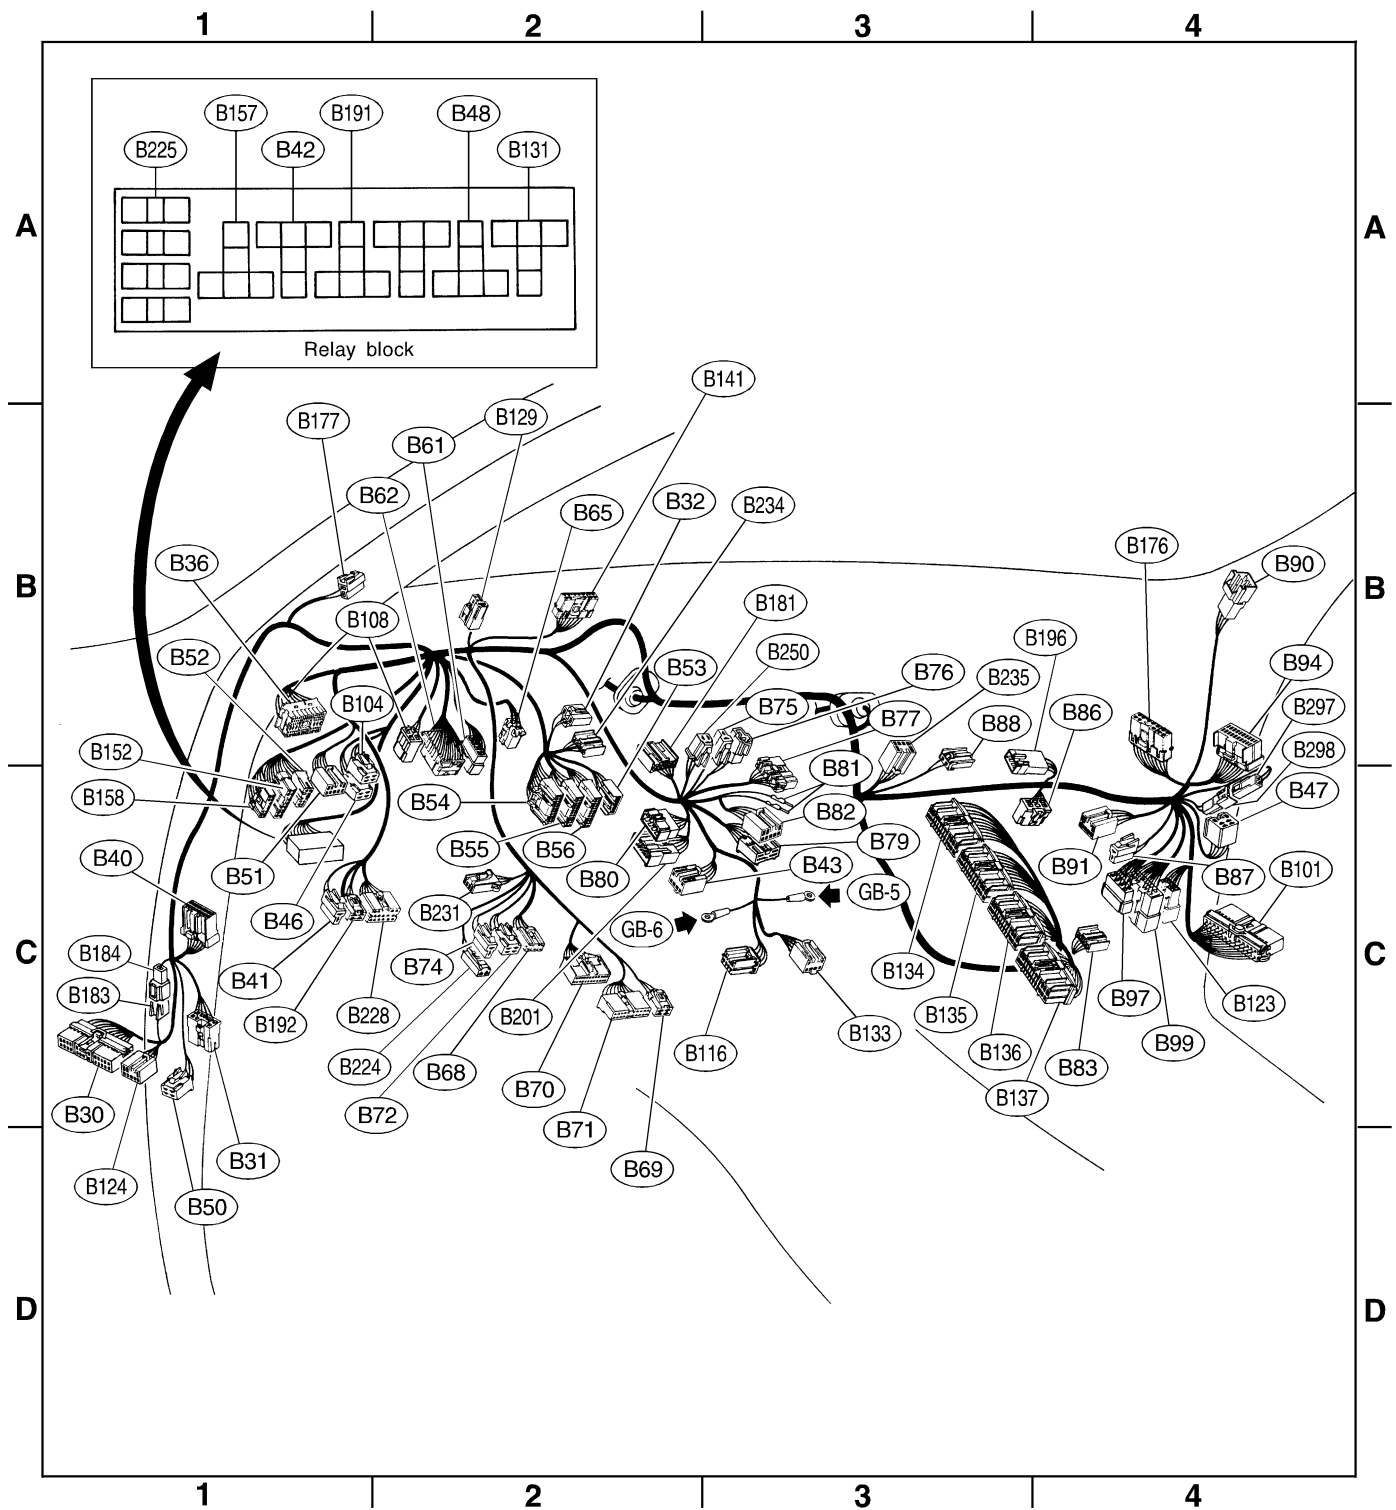 1 2 3 4
B157 B191 B48
B225 B42 B131
A A
Relay block
B141
B177 B129
B61
B62
B65 B32 B234
B36 B176 B90
B B
B108 B181
B52 B250 B196
B53 B76 B235 B94
B104 B75 B77 B88 B86 B297
B152 B298
B158 B54 B81 B47
B82
B40 B55 B56 B79
B51 B80 B43 B91 B87 B101
B46 B231 GB-5
GB-6
B184 B74 B134 C
C B41
B183 B192 B228 B201 B135 B97 B123
B224 B68 B116 B133 B136 B99
B30 B72 B70 B137 B83
B71
B31 B69
B124
B50
D D
1 2 3 4